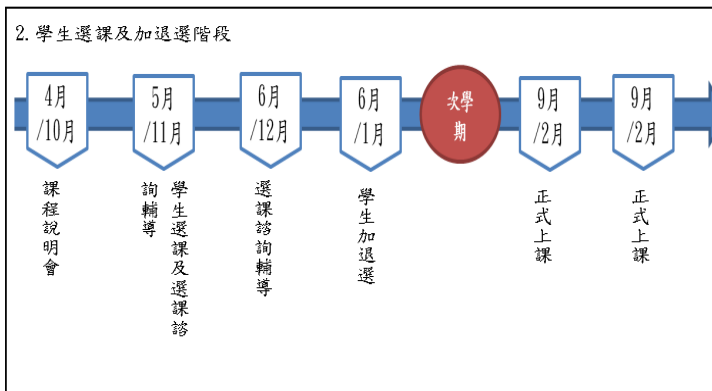 2. 學生選課及加退選階段
4月
/10月
5月
/11月
6月
/12月
6月
/1月
次學
期
9月
/2月
9月
/2月
課程說明會
學生選課及選課諮
詢輔導
選課諮詢輔導
學生加退選
正式上課
正式上課